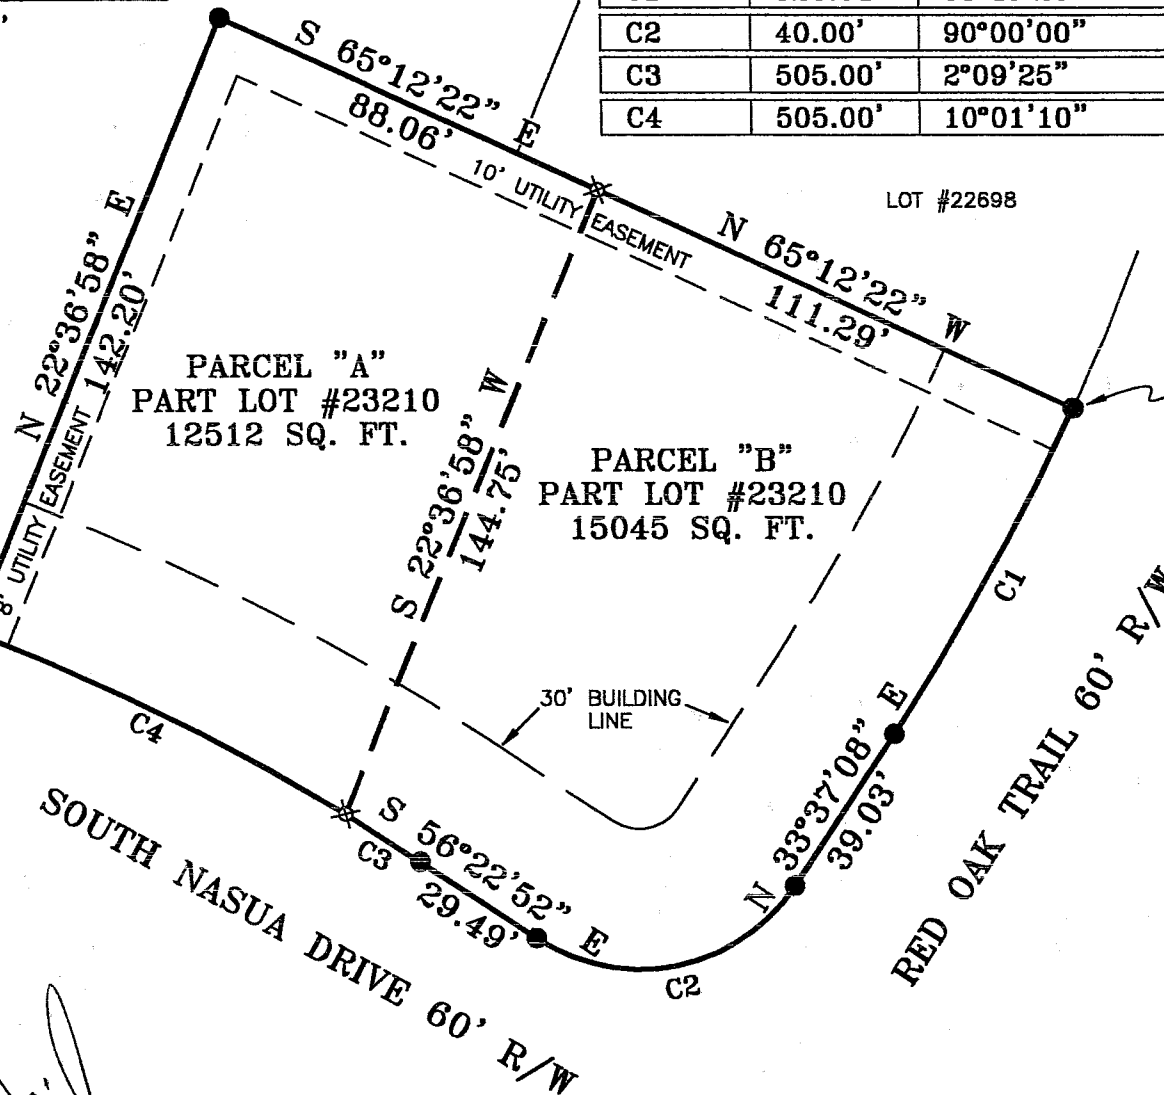 C2 40.00' 90°00'00"
C3 505.00' 2°09'25"
C4 505.00' 10°01'10"
S 65°12'22" E
88.06'
10' UTILITY EASEMENT
LOT #22698
N 65°12'22" W
111.29'
N 22°36'58" E
142.20'
8' UTILITY EASEMENT
PARCEL "A"
PART LOT #23210
12512 SQ. FT.
S 22°36'58" W
144.75'
PARCEL "B"
PART LOT #23210
15045 SQ. FT.
C1
30' BUILDING
LINE
C4
C3
S 56°22'52" E
29.49'
C2
N 33°37'08" E
39.03'
RED OAK TRAIL 60' R/W
SOUTH NASUA DRIVE 60' R/W